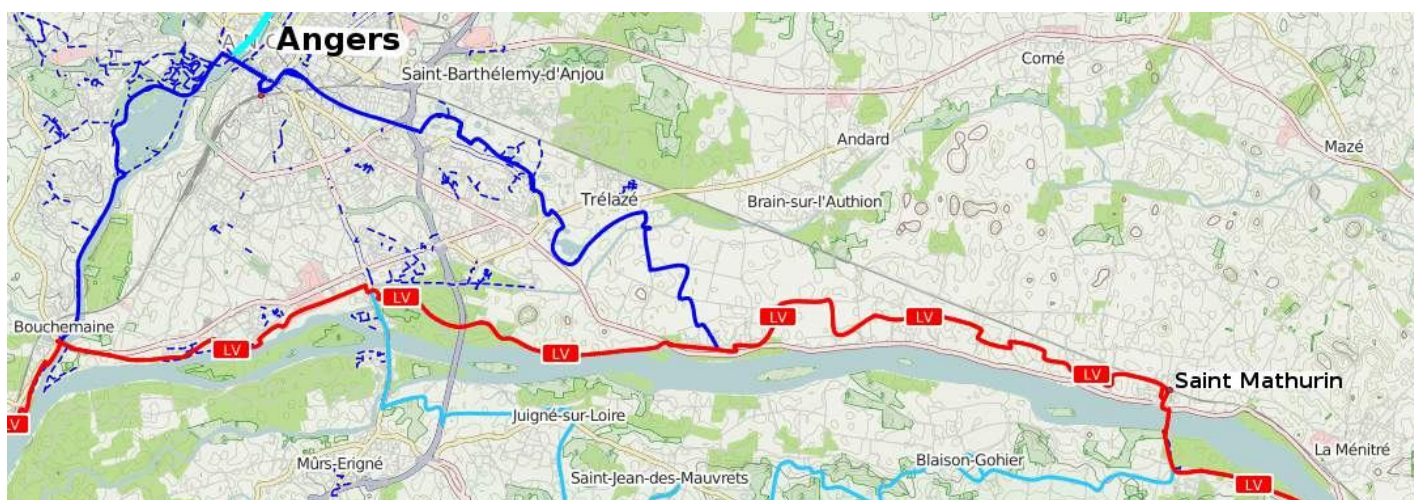 ANG
Angers
Saint-Barthélemy-d'Anjou
Corné
Andard
Mazé
Trélazé
Brain-sur-l'Authion
LV
Bouchemaine
LV
LV
LV
LV
LV
Saint Mathurin
LV
Juigné-sur-Loire
La Ménitré
Mûrs-Erigné
Blaison-Gohier
Saint-Jean-des-Mauvrets
LV